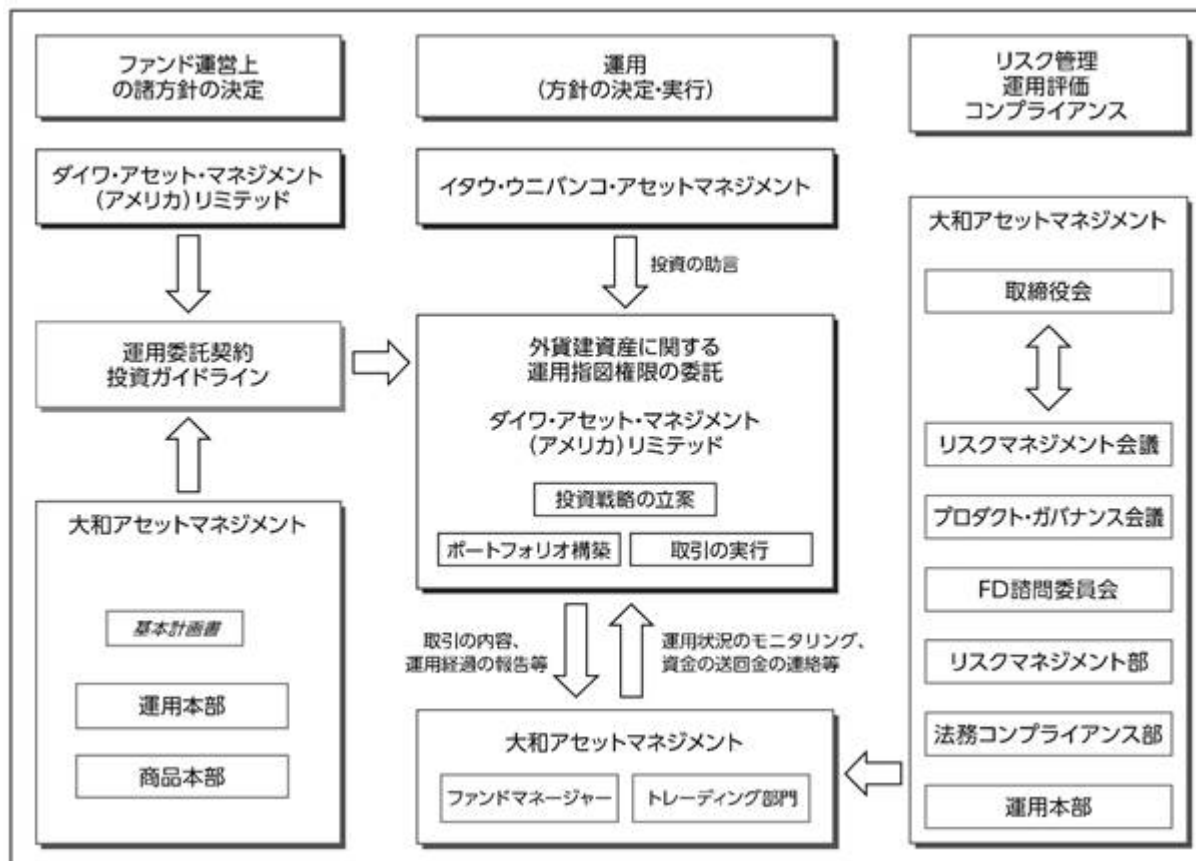 ファンド運営上
の諸方針の決定
運用
(方針の決定・実行)
リスク管理
運用評価
コンプライアンス
ダイワ・アセット・マネジメント
(アメリカ)リミテッド
イタウ・ウニバンコ・アセットマネジメント
投資の助言
運用委託契約
投資ガイドライン
外貨建資産に関する
運用指図権限の委託
ダイワ・アセット・マネジメント
(アメリカ)リミテッド
投資戦略の立案
ポートフォリオ構築
取引の実行
大和アセットマネジメント
基本計画書
運用本部
商品本部
取引の内容、
運用経過の報告等
運用状況のモニタリング、
資金の送回金の連絡等
大和アセットマネジメント
ファンドマネージャー
トレーディング部門
大和アセットマネジメント
取締役会
リスクマネジメント会議
プロダクト・ガバナンス会議
FD諮問委員会
リスクマネジメント部
法務コンプライアンス部
運用本部